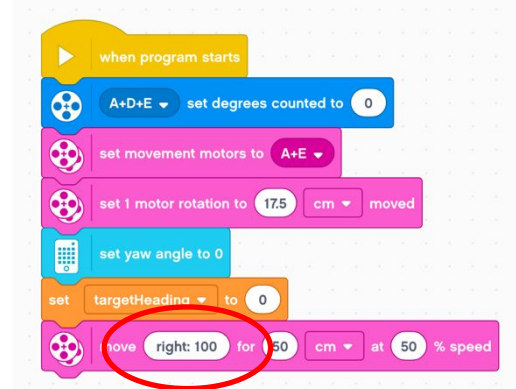 when program starts
A+D+E set degrees counted to 0
set movement motors to A+E
set 1 motor rotation to 17.5 cm moved
set yaw angle to 0
set targetHeading to 0
move right: 100 for 50 cm at 50 % speed